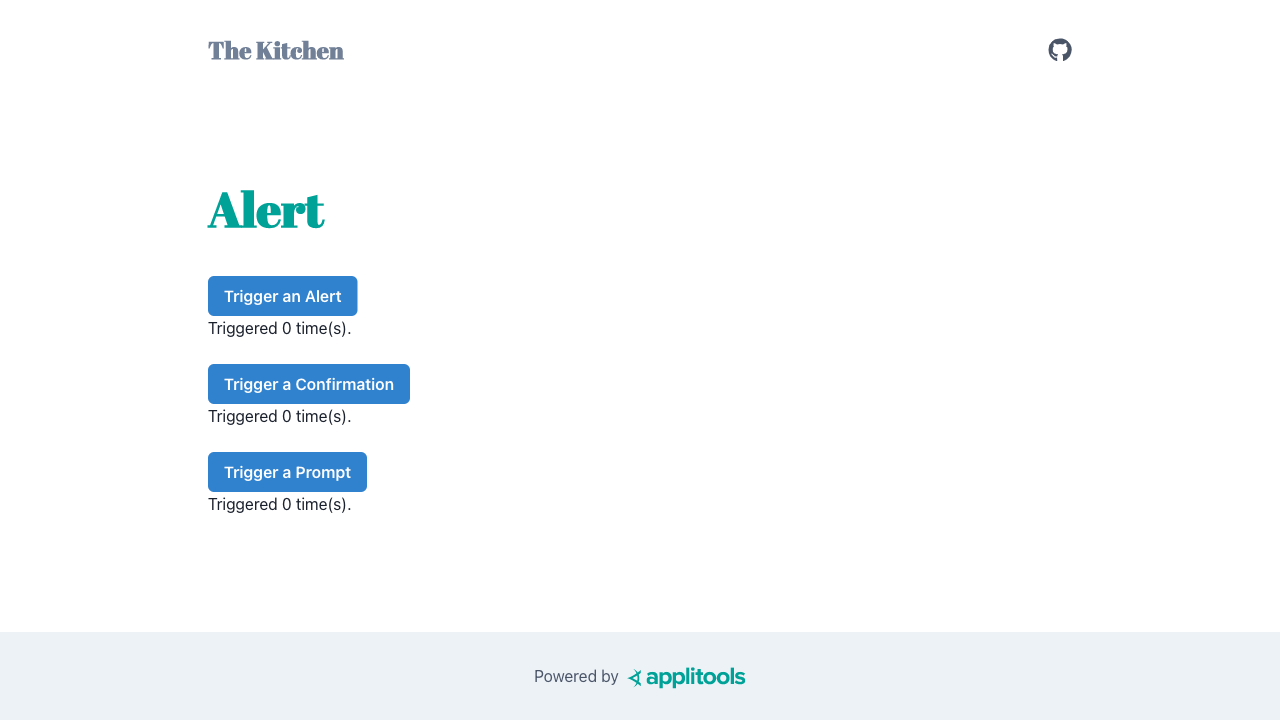 The Kitchen
Alert
Trigger an Alert
Triggered 0 time(s).
Trigger a Confirmation
Triggered 0 time(s).
Trigger a Prompt
Triggered 0 time(s).
Powered by applitools